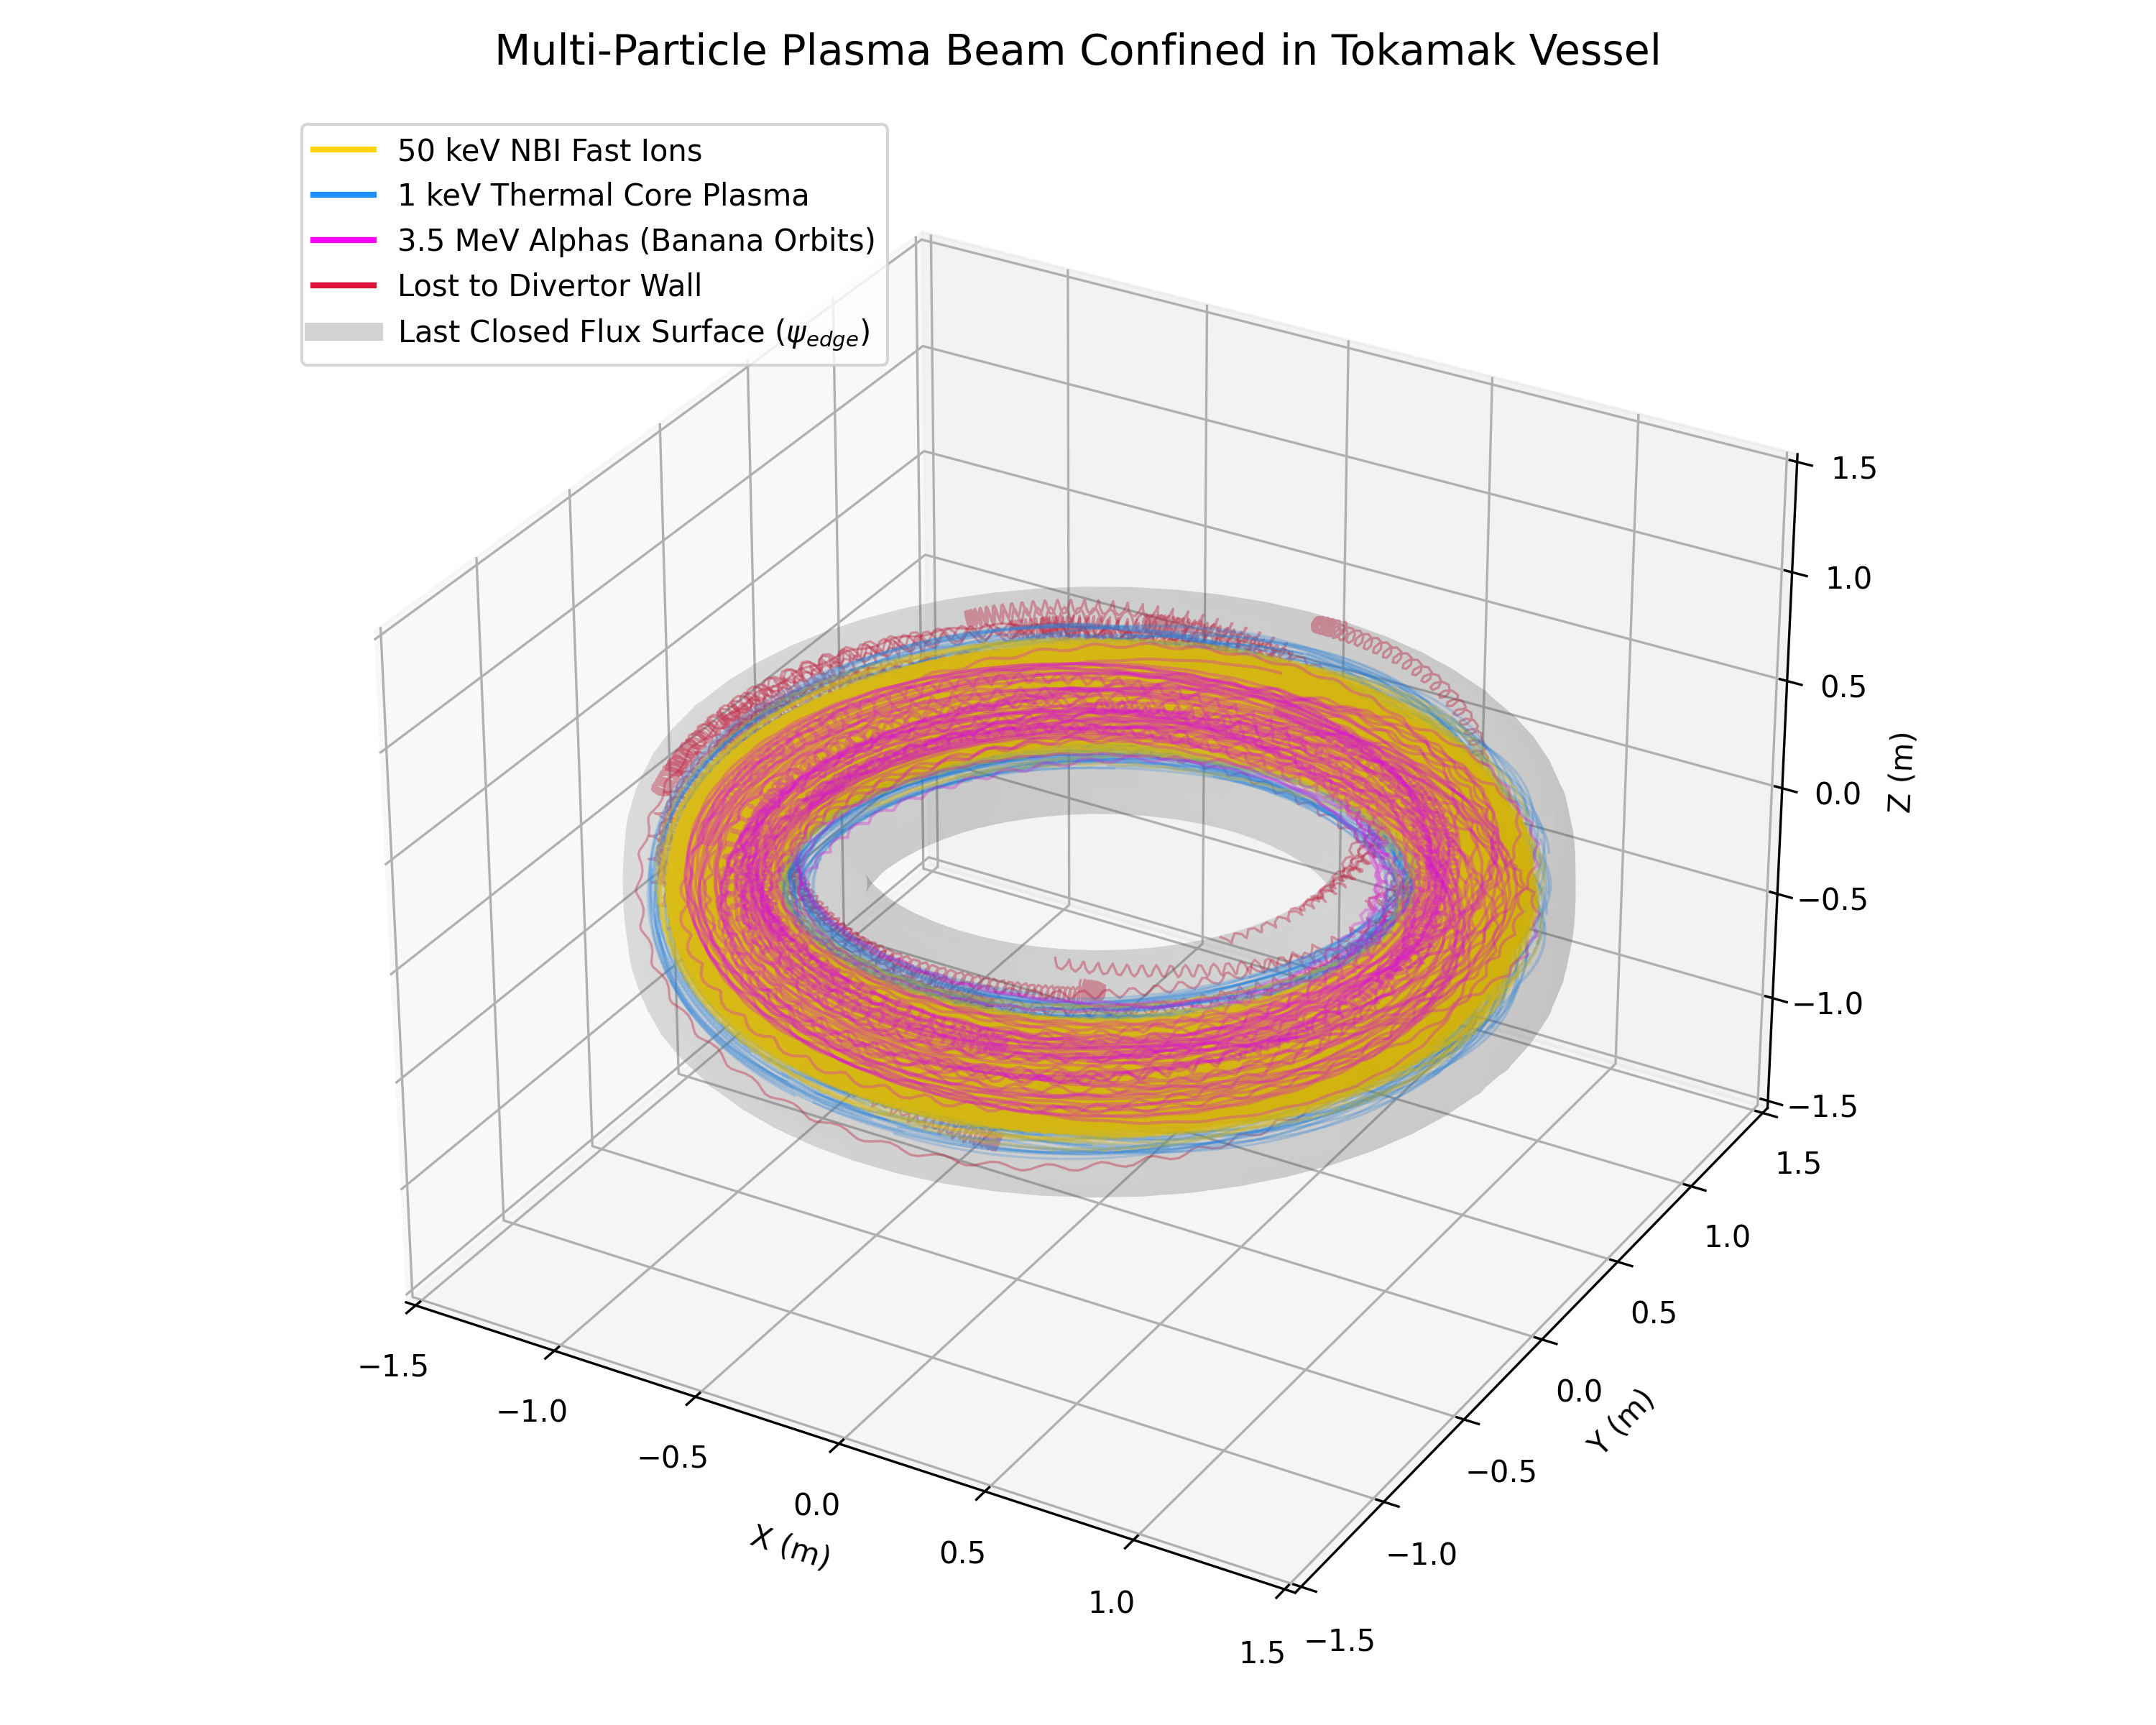 Multi-Particle Plasma Beam Confined in Tokamak Vessel
50 keV NBI Fast Ions
1 keV Thermal Core Plasma
3.5 MeV Alphas (Banana Orbits)
Lost to Divertor Wall
Last Closed Flux Surface (ψ_edge)
1.5
1.0
0.5
0.0
−0.5
−1.0
−1.5
Z (m)
1.5
1.0
0.5
0.0
−0.5
−1.0
−1.5
Y (m)
−1.5
−1.0
−0.5
0.0
0.5
1.0
1.5
X (m)